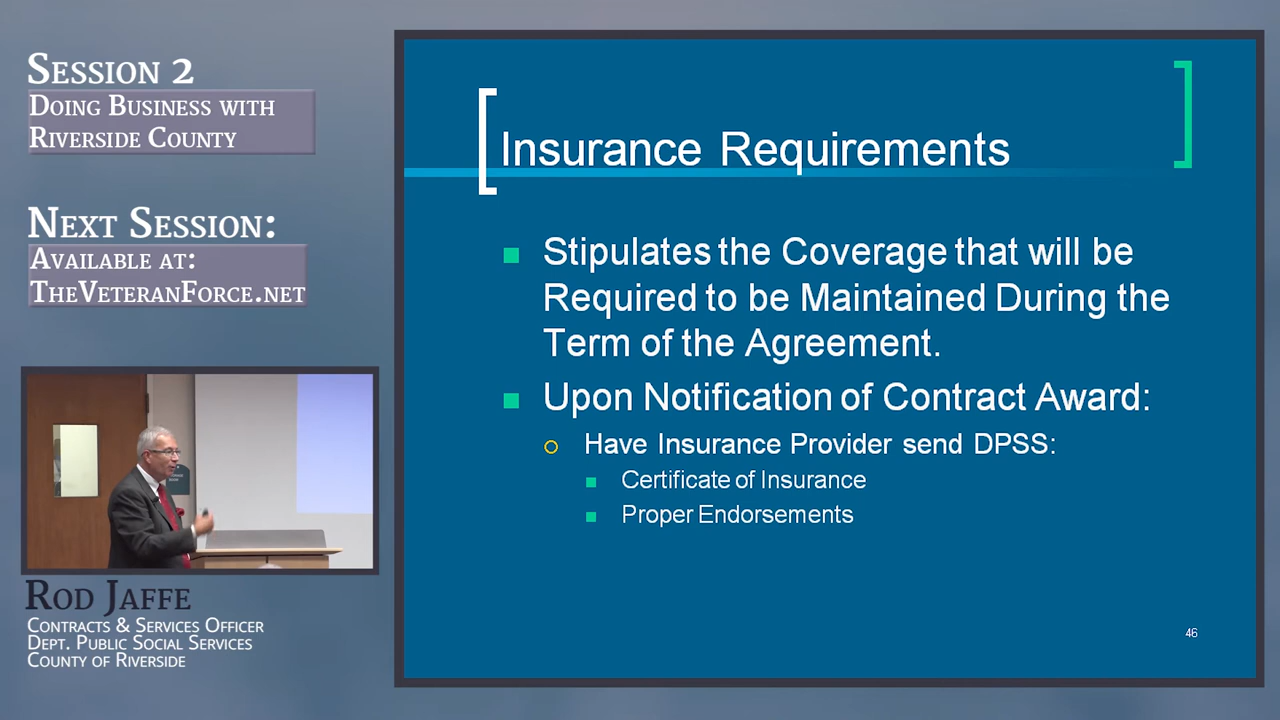 Session 2
Doing Business with
Riverside County
Next Session:
Available at:
TheVeteranForce.net
Rod Jaffe
Contracts & Services Officer
Dept. Public Social Services
County of Riverside
Insurance Requirements
Stipulates the Coverage that will be
Required to be Maintained During the
Term of the Agreement.
Upon Notification of Contract Award:
Have Insurance Provider send DPSS:
Certificate of Insurance
Proper Endorsements
46